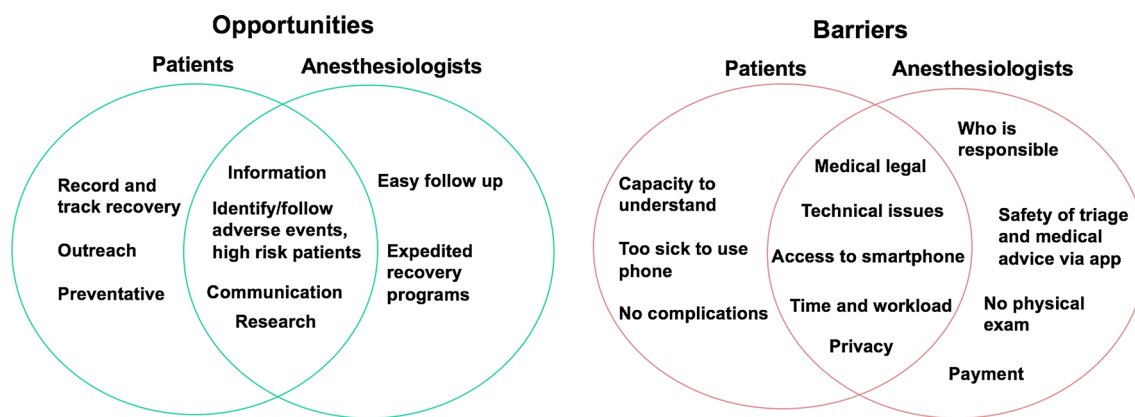 Opportunities
Patients
Anesthesiologists
Record and
track recovery
Outreach
Preventative
Information
Identify/follow
adverse events,
high risk patients
Communication
Research
Easy follow up
Expedited
recovery
programs
Barriers
Patients
Anesthesiologists
Capacity to
understand
Too sick to use
phone
No complications
Medical legal
Technical issues
Access to smartphone
Time and workload
Privacy
Who is
responsible
Safety of triage
and medical
advice via app
No physical
exam
Payment